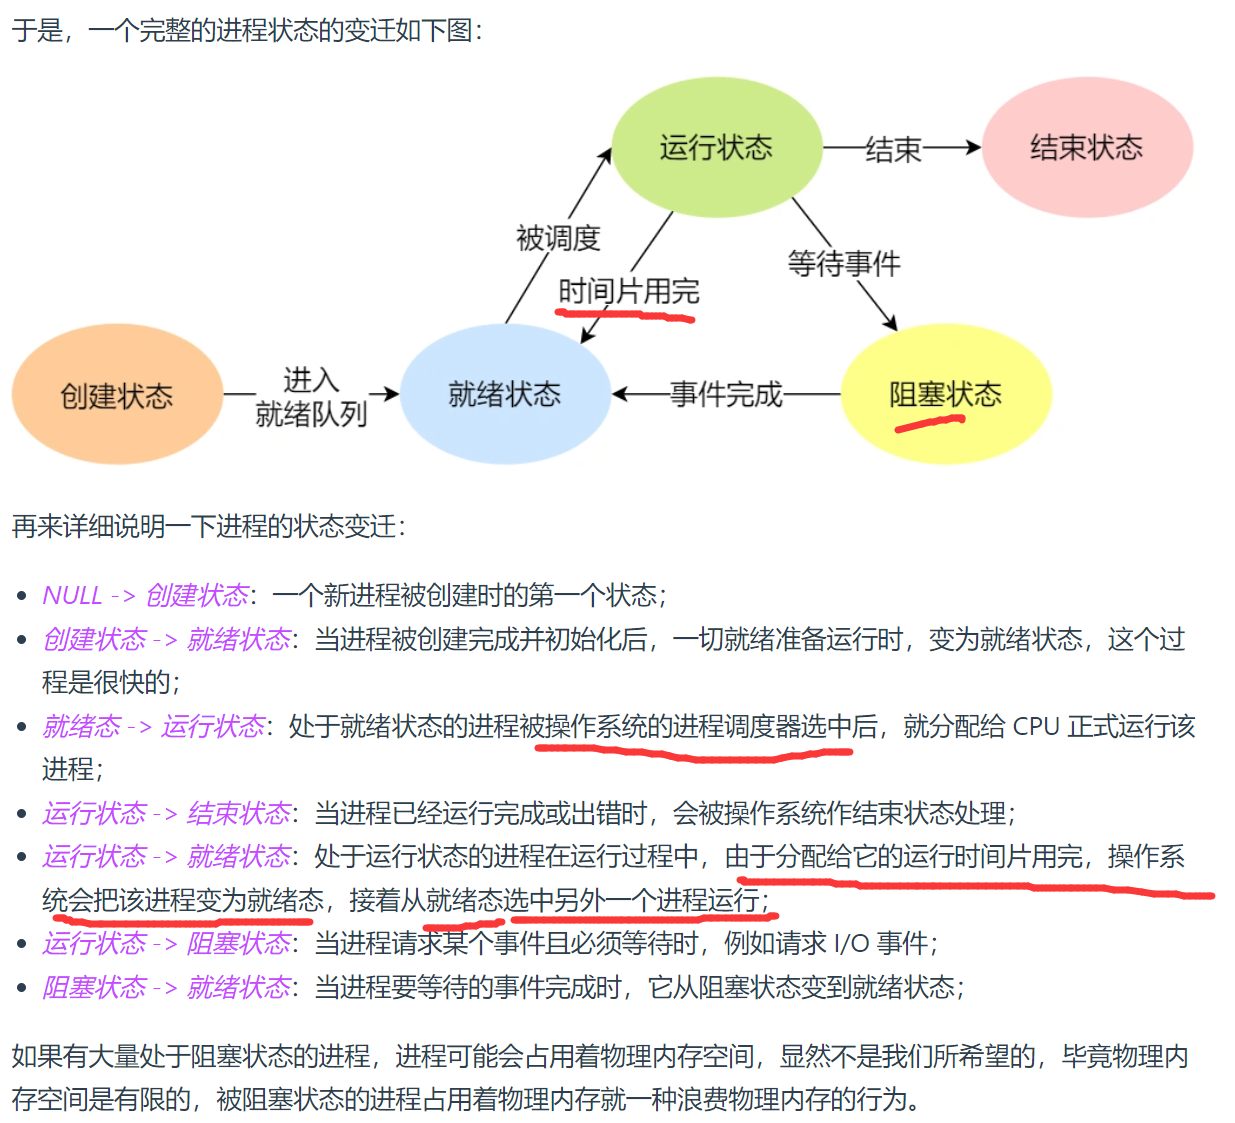 于是，一个完整的进程状态的变迁如下图：
运行状态
结束
结束状态
被调度
时间片用完
等待事件
创建状态
进入
就绪队列
就绪状态
事件完成
阻塞状态
再来详细说明一下进程的状态变迁：
NULL -> 创建状态：一个新进程被创建时的第一个状态；
创建状态 -> 就绪状态：当进程被创建完成并初始化后，一切就绪准备运行时，变为就绪状态，这个过
程是很快的；
就绪态 -> 运行状态：处于就绪状态的进程被操作系统的进程调度器选中后，就分配给 CPU 正式运行该
进程；
运行状态 -> 结束状态：当进程已经运行完成或出错时，会被操作系统作结束状态处理；
运行状态 -> 就绪状态：处于运行状态的进程在运行过程中，由于分配给它的运行时间片用完，操作系
统会把该进程变为就绪态，接着从就绪态选中另外一个进程运行；
运行状态 -> 阻塞状态：当进程请求某个事件且必须等待时，例如请求 I/O 事件；
阻塞状态 -> 就绪状态：当进程要等待的事件完成时，它从阻塞状态变到就绪状态；
如果有大量处于阻塞状态的进程，进程可能会占用着物理内存空间，显然不是我们所希望的，毕竟物理内
存空间是有限的，被阻塞状态的进程占用着物理内存就一种浪费物理内存的行为。